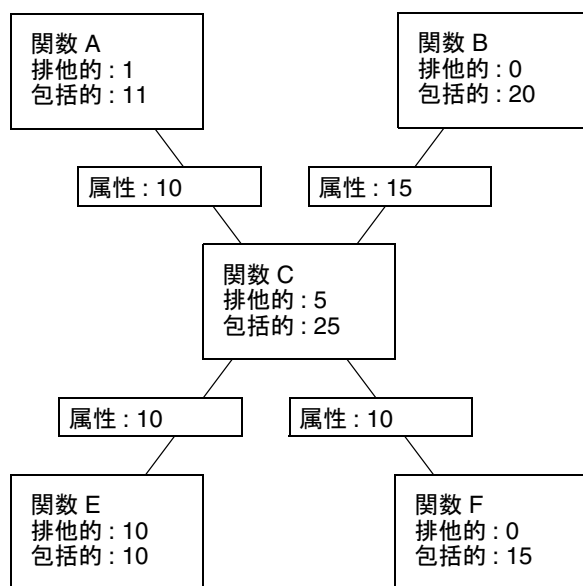 関数 A
排他的 : 1
包括的 : 11
関数 B
排他的 : 0
包括的 : 20
属性 : 10
属性 : 15
関数 C
排他的 : 5
包括的 : 25
属性 : 10
属性 : 10
関数 E
排他的 : 10
包括的 : 10
関数 F
排他的 : 0
包括的 : 15